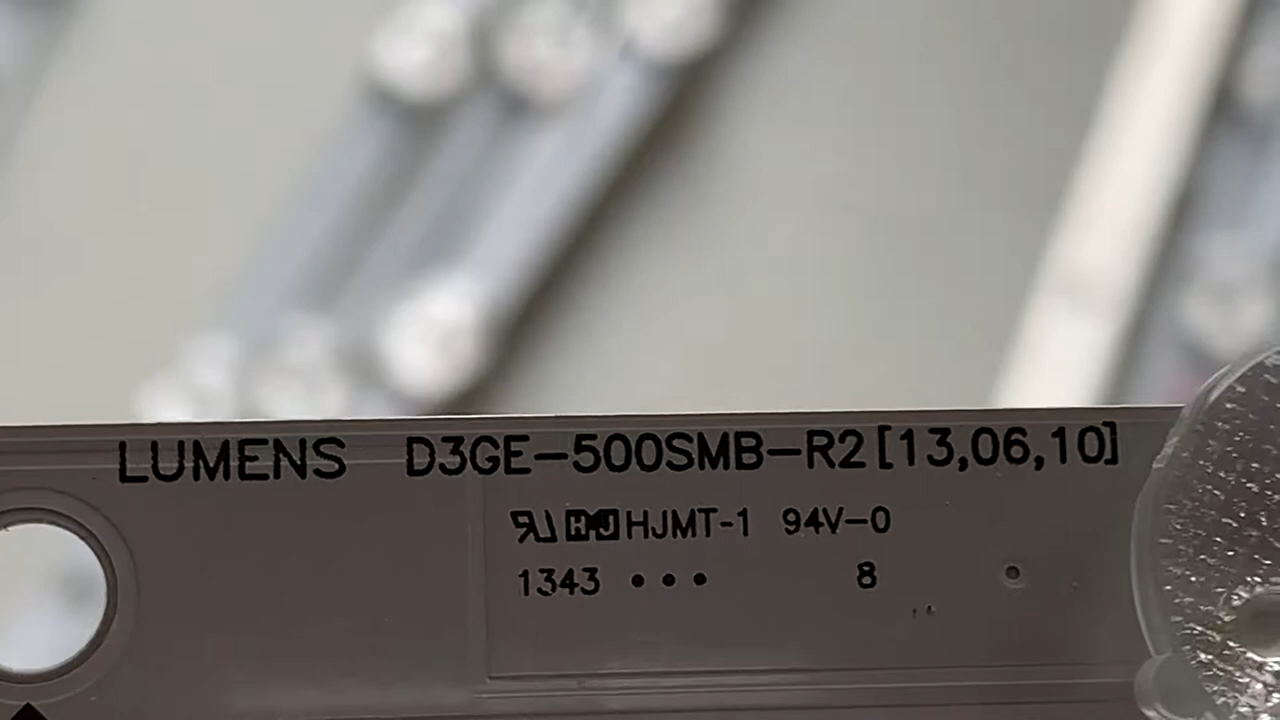 LUMENS D3GE-500SMB-R2[13,06,10]
HJMT-1 94V-0
1343 ••• 8